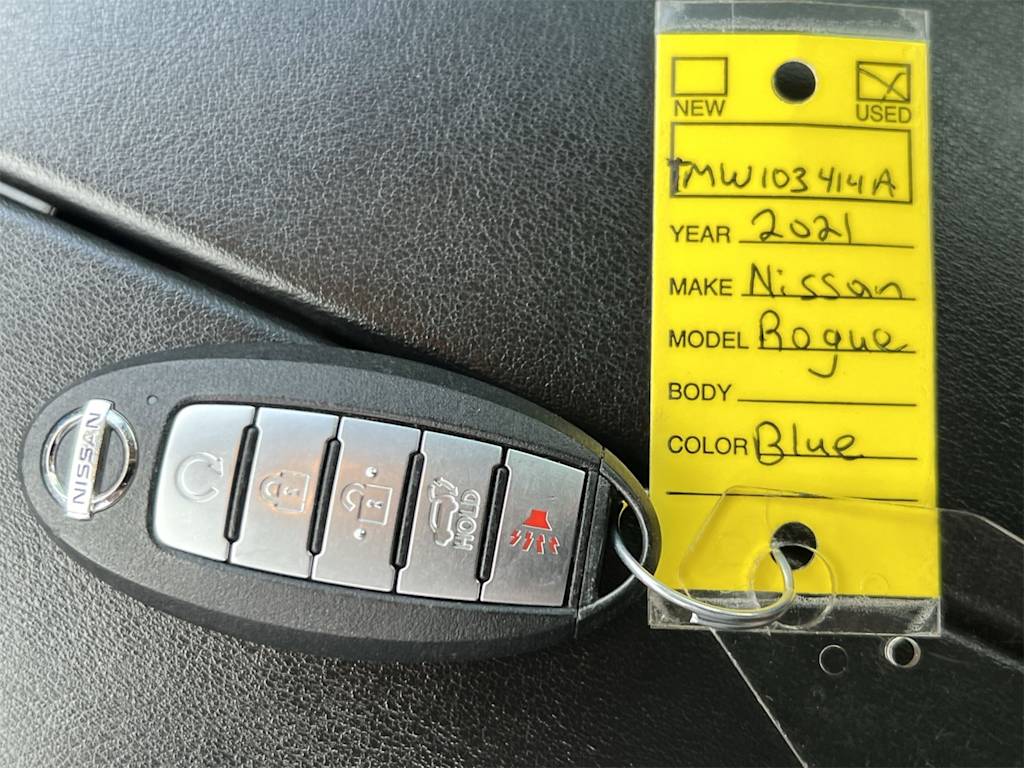 NEW USED
TMW103414A
YEAR 2021
MAKE Nissan
MODEL Rogue
BODY
COLOR Blue
NISSAN
HOLD